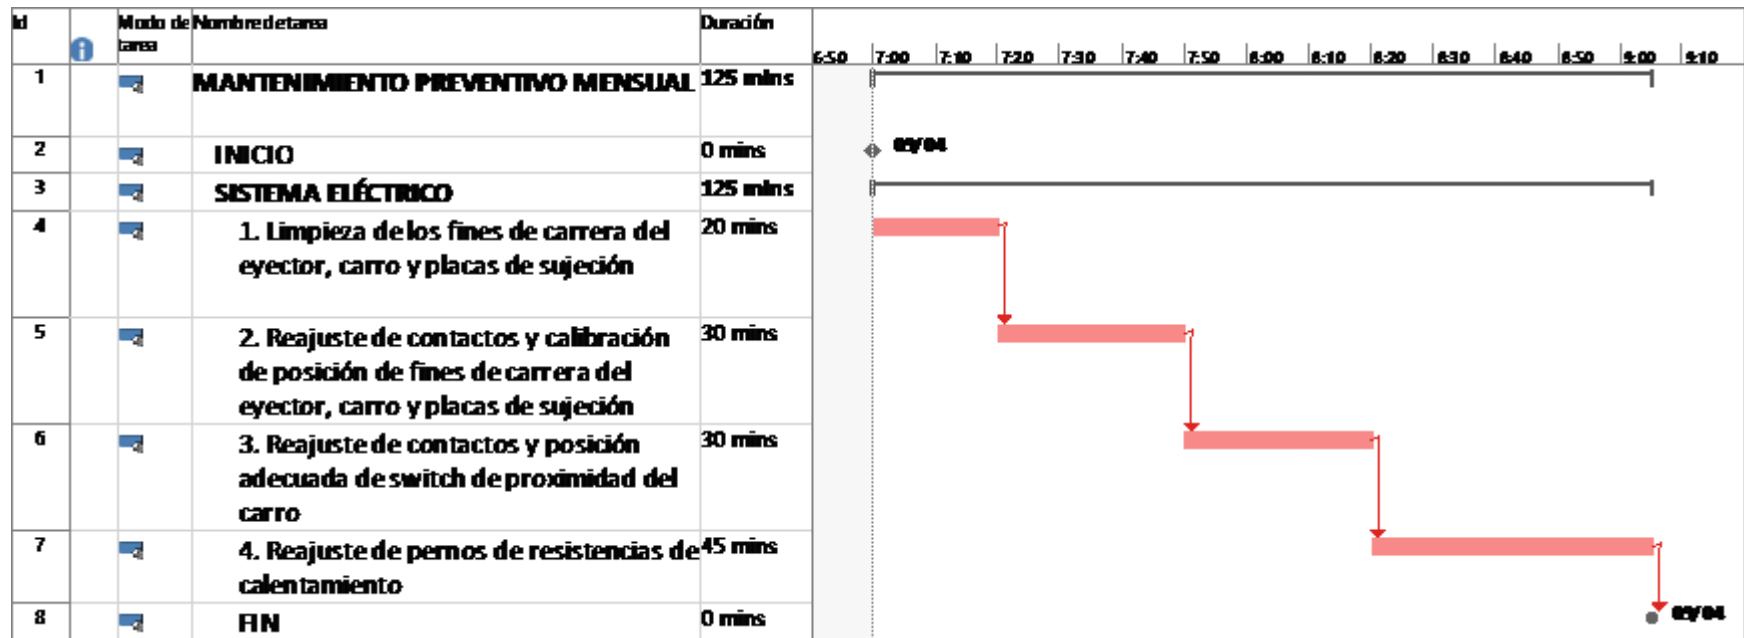 Id
Modo de tarea
Nombre de tarea
Duración
6:50 7:00 7:10 7:20 7:30 7:40 7:50 8:00 8:10 8:20 8:30 8:40 8:50 9:00 9:10
1 MANTENIMIENTO PREVENTIVO MENSUAL 125 mins
2 INICIO 0 mins
3 SISTEMA ELÉCTRICO 125 mins
4 1. Limpieza de los fines de carrera del 20 mins
eyector, carro y placas de sujeción
5 2. Reajuste de contactos y calibración 30 mins
de posición de fines de carrera del
eyector, carro y placas de sujeción
6 3. Reajuste de contactos y posición 30 mins
adecuada de switch de proximidad del
carro
7 4. Reajuste de pernos de resistencias de 45 mins
calentamiento
8 FIN 0 mins